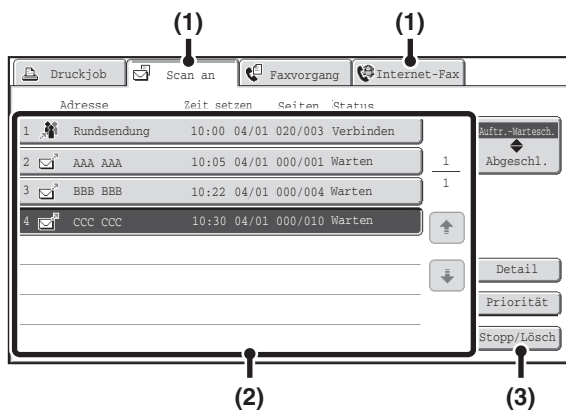 (1) (1)
Druckjob Scan an Faxvorgang Internet-Fax
Adresse Zeit setzen Seiten Status
1 Rundsendung 10:00 04/01 020/003 Verbinden
Auftr.-Wartesch.
2 AAA AAA 10:05 04/01 000/001 Warten
1
Abgeschl.
3 BBB BBB 10:22 04/01 000/004 Warten
1
4 CCC CCC 10:30 04/01 000/010 Warten
Detail
Priorität
Stopp/Lösch
(2) (3)